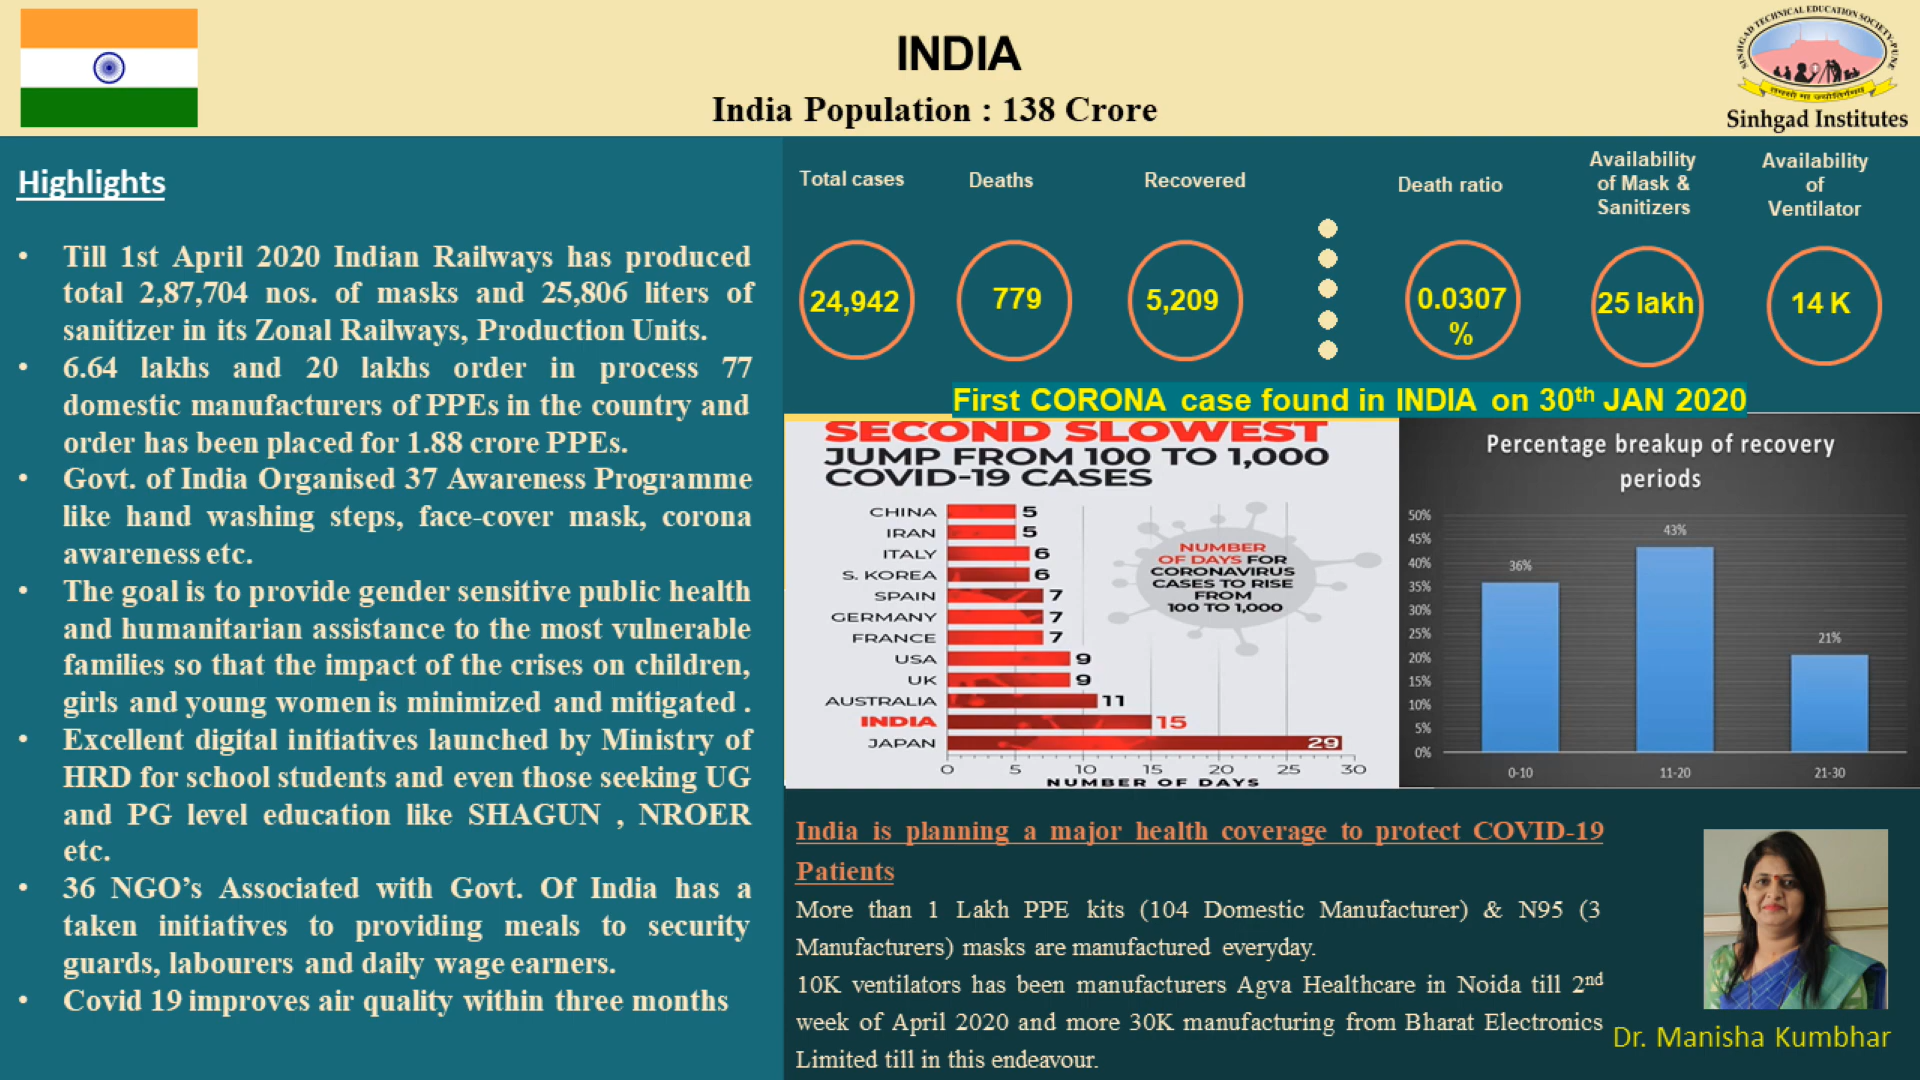 INDIA
India Population : 138 Crore
SINHGAD TECHNICAL EDUCATION SOCIETY-PUNE
Sinhgad Institutes
Highlights
• Till 1st April 2020 Indian Railways has produced
total 2,87,704 nos. of masks and 25,806 liters of
sanitizer in its Zonal Railways, Production Units.
• 6.64 lakhs and 20 lakhs order in process 77
domestic manufacturers of PPEs in the country and
order has been placed for 1.88 crore PPEs.
• Govt. of India Organised 37 Awareness Programme
like hand washing steps, face-cover mask, corona
awareness etc.
• The goal is to provide gender sensitive public health
and humanitarian assistance to the most vulnerable
families so that the impact of the crises on children,
girls and young women is minimized and mitigated .
• Excellent digital initiatives launched by Ministry of
HRD for school students and even those seeking UG
and PG level education like SHAGUN , NROER
etc.
• 36 NGO's Associated with Govt. Of India has a
taken initiatives to providing meals to security
guards, labourers and daily wage earners.
• Covid 19 improves air quality within three months
Total cases
24,942
Deaths
779
Recovered
5,209
Death ratio
0.0307
%
Availability
of Mask &
Sanitizers
25 lakh
Availability
of
Ventilator
14 K
First CORONA case found in INDIA on 30th JAN 2020
SECOND SLOWEST
JUMP FROM 100 TO 1,000
COVID-19 CASES
CHINA 5
IRAN 5
ITALY 6
S. KOREA 6
SPAIN 7
GERMANY 7
FRANCE 7
USA 9
UK 9
AUSTRALIA 11
INDIA 15
JAPAN 29
0 5 10 15 20 25 30
NUMBER OF DAYS
NUMBER
OF DAYS FOR
CORONAVIRUS
CASES TO RISE
FROM
100 TO 1,000
Percentage breakup of recovery
periods
50%
45%
40%
35%
30%
25%
20%
15%
10%
5%
0%
36%
43%
21%
0-10 11-20 21-30
India is planning a major health coverage to protect COVID-19
Patients
More than 1 Lakh PPE kits (104 Domestic Manufacturer) & N95 (3
Manufacturers) masks are manufactured everyday.
10K ventilators has been manufacturers Agva Healthcare in Noida till 2nd
week of April 2020 and more 30K manufacturing from Bharat Electronics
Limited till in this endeavour.
Dr. Manisha Kumbhar